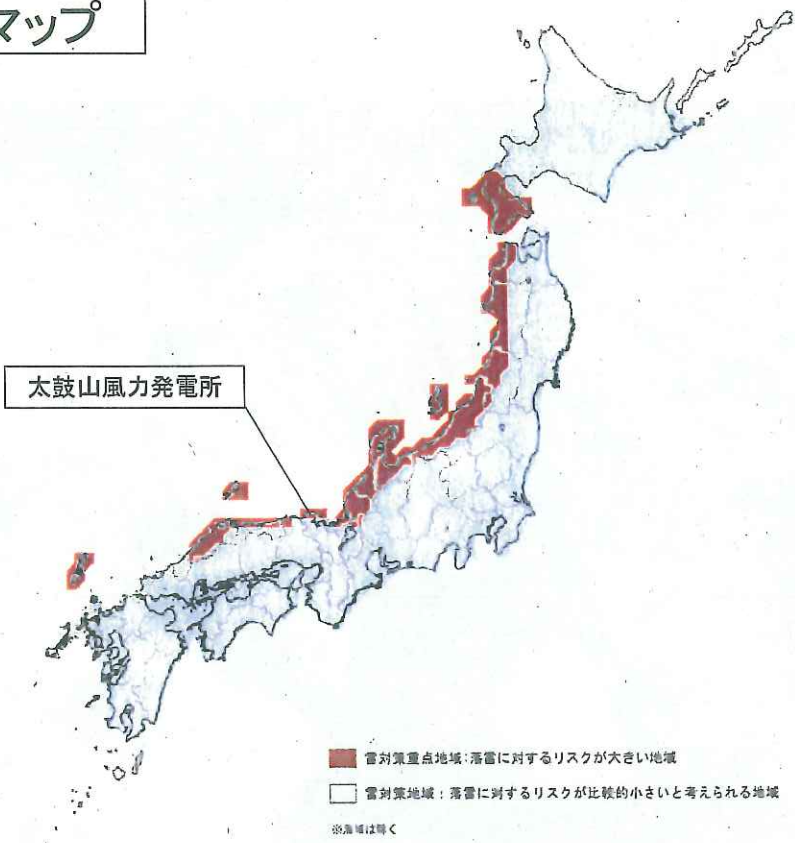 マップ
太鼓山風力発電所
雷対策重点地域:落雷に対するリスクが大きい地域
雷対策地域:落雷に対するリスクが比較的小さいと考えられる地域
※海域は除く